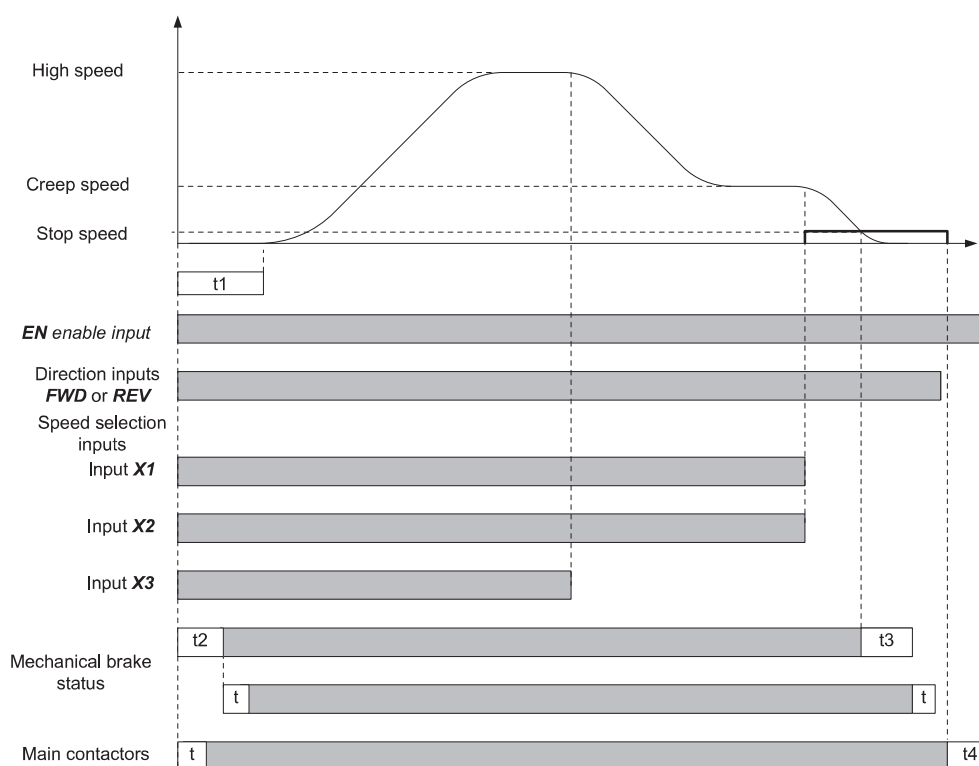 High speed
Creep speed
Stop speed
t1
EN enable input
Direction inputs
FWD or REV
Speed selection
inputs
Input X1
Input X2
Input X3
t2
t3
Mechanical brake
status
t
t
Main contactors
t
t4